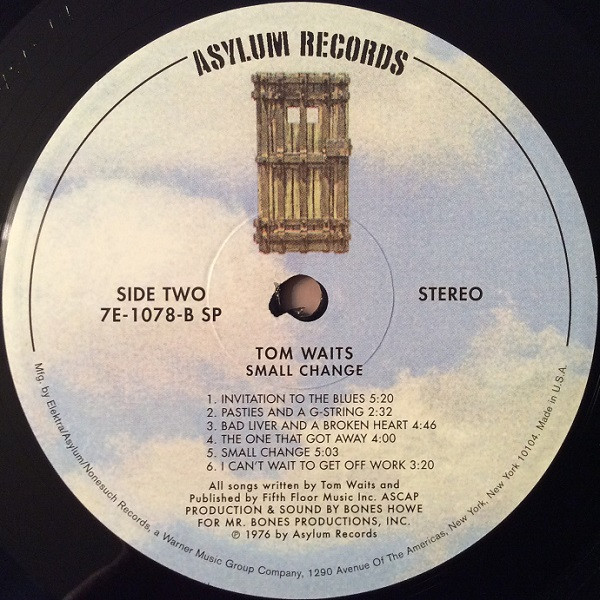 ASYLUM RECORDS
SIDE TWO
7E-1078-B SP
STEREO
TOM WAITS
SMALL CHANGE
1. INVITATION TO THE BLUES 5:20
2. PASTIES AND A G-STRING 2:32
3. BAD LIVER AND A BROKEN HEART 4:46
4. THE ONE THAT GOT AWAY 4:00
5. SMALL CHANGE 5:03
6. I CAN'T WAIT TO GET OFF WORK 3:20
All songs written by Tom Waits and
Published by Fifth Floor Music Inc. ASCAP
PRODUCTION & SOUND BY BONES HOWE
FOR MR. BONES PRODUCTIONS, INC.
℗ 1976 by Asylum Records
Mfg. by Elektra/Asylum/Nonesuch Records, a Warner Music Group Company, 1290 Avenue Of The Americas, New York, New York 10104. Made in U.S.A.